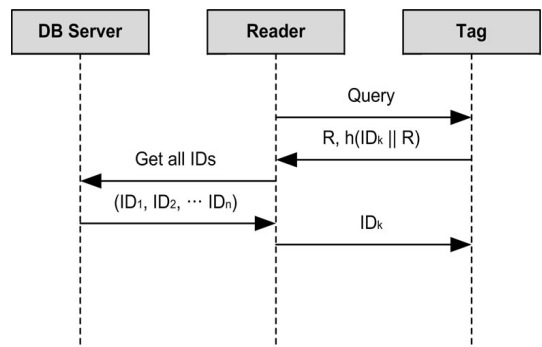 DB Server
Reader
Tag
Query
R, h(IDk || R)
Get all IDs
(ID1, ID2, ··· IDn)
IDk